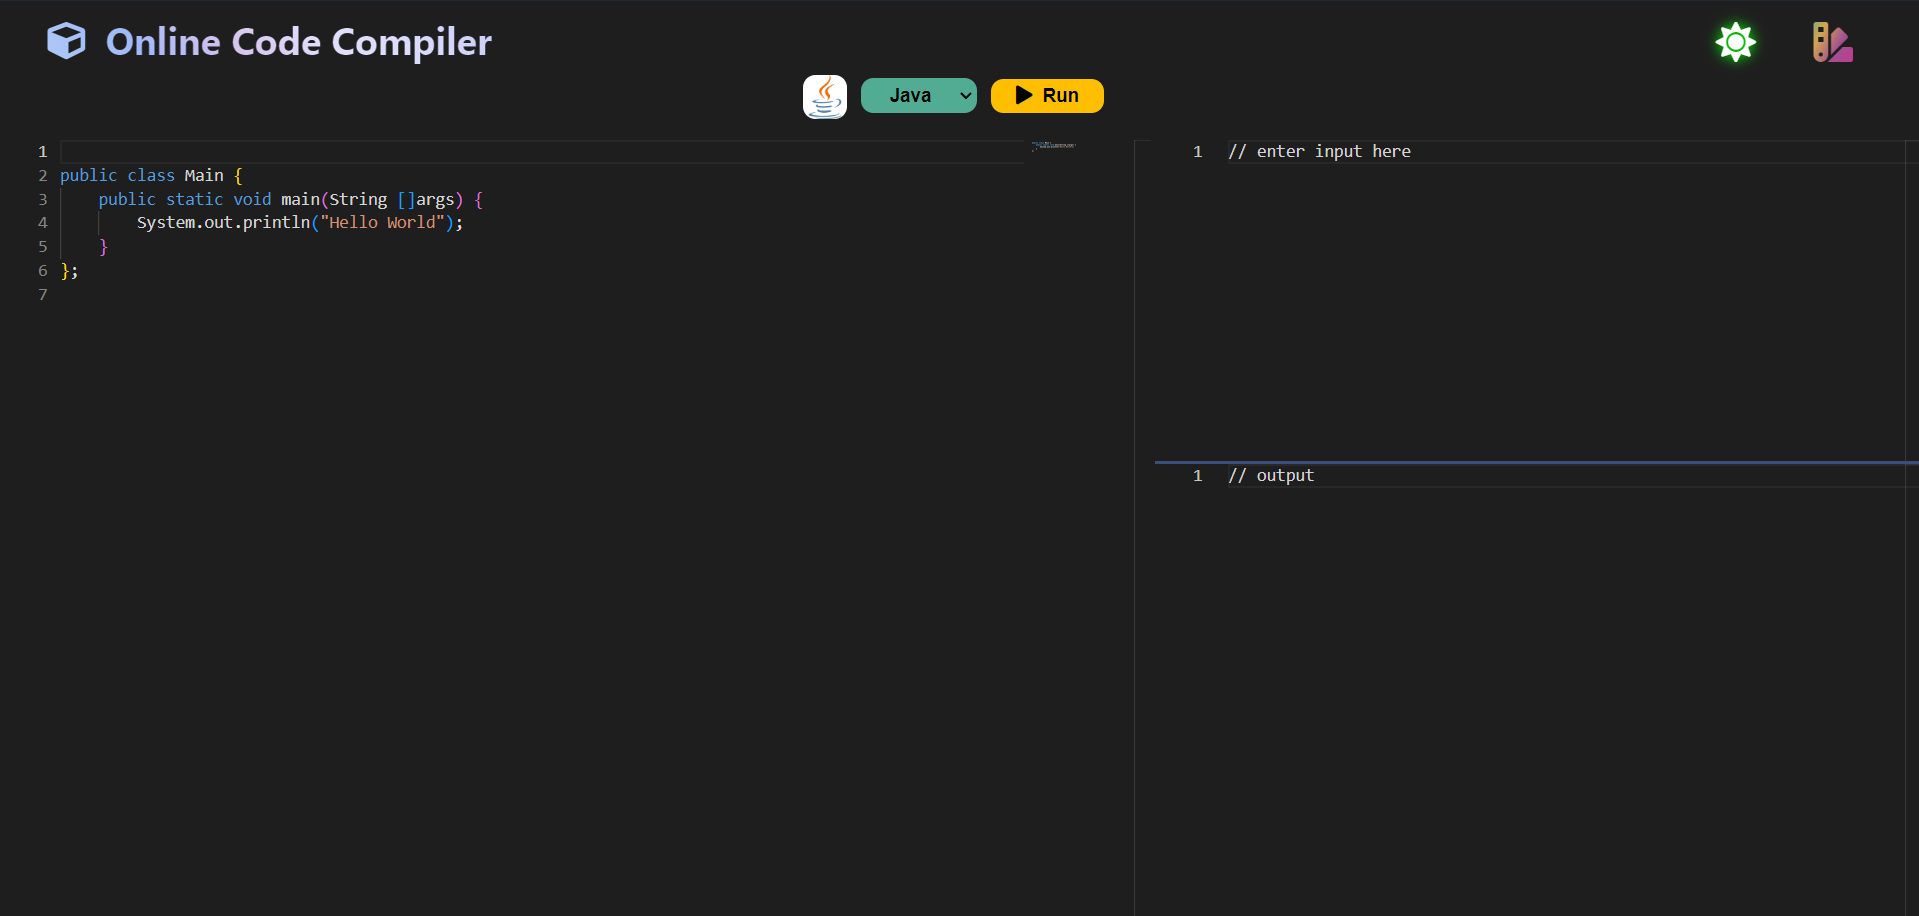 Online Code Compiler
Java
Run
1
2 public class Main {
3 public static void main(String []args) {
4 System.out.println("Hello World");
5 }
6 };
7
1 // enter input here
1 // output